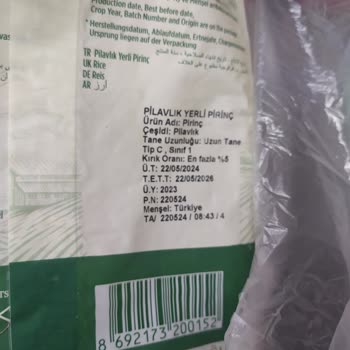 Production date, Best before date,
Crop Year, Batch Number and Origin are on the
* Herstellungsdatum, Ablaufdatum, Erntejahr,
Ursprung liegen auf der Verpackung
TR Pilavlık Yerli Pirinç
UK Rice
DE Reis
AR أرز
PİLAVLIK YERLİ PİRİNÇ
Ürün Adı: Pirinç
Çeşidi: Pilavlık
Tane Uzunluğu: Uzun Tane
Tip C , Sınıf 1
Kırık Oranı: En fazla %5
Ü.T: 22/05/2024
T.E.T.T: 22/05/2026
Ü.Y: 2023
P.N: 220524
Menşei: Türkiye
TA/ 220524 / 08:43 / 4
8 692173 200152